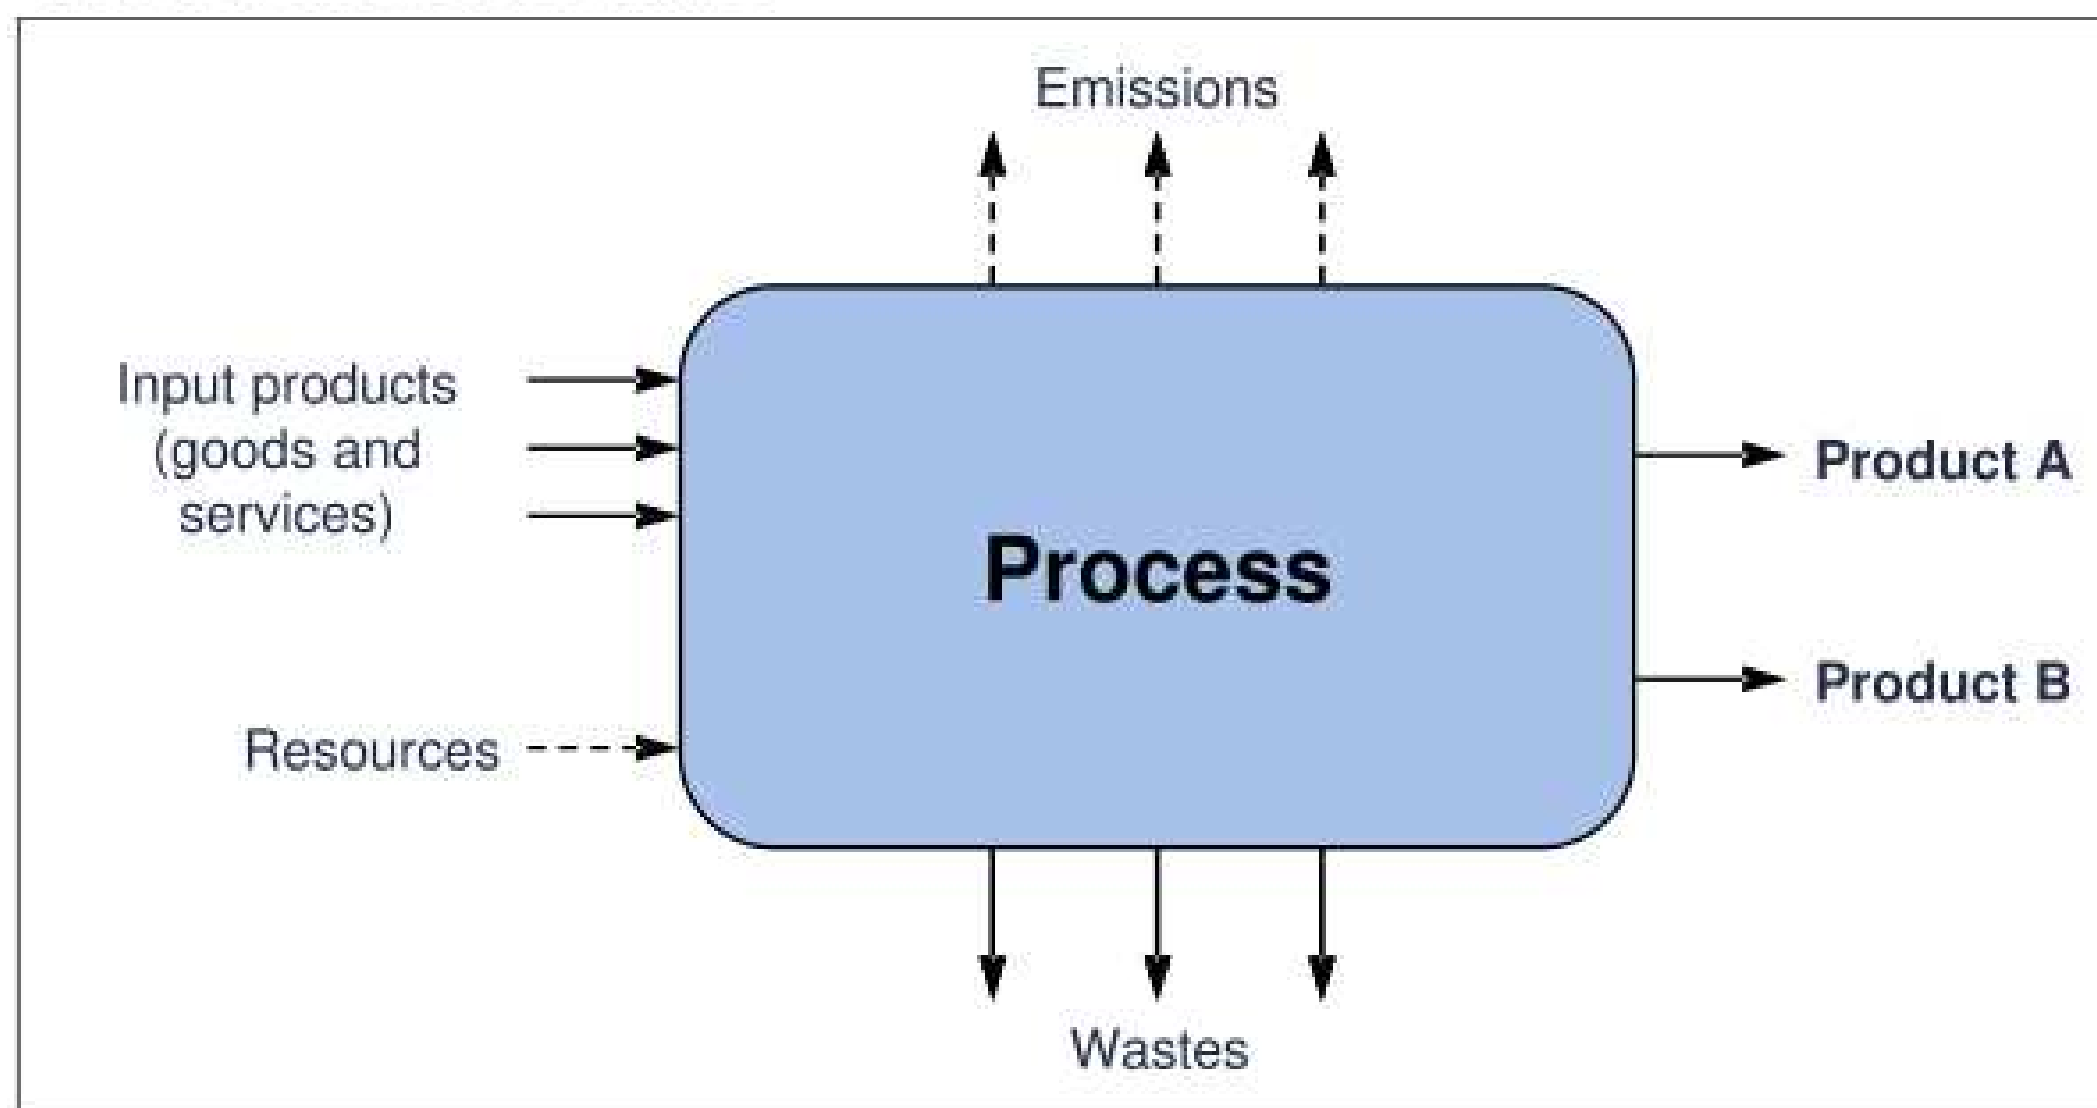 Emissions
Input products
(goods and
services)
Product A
Process
Product B
Resources
Wastes